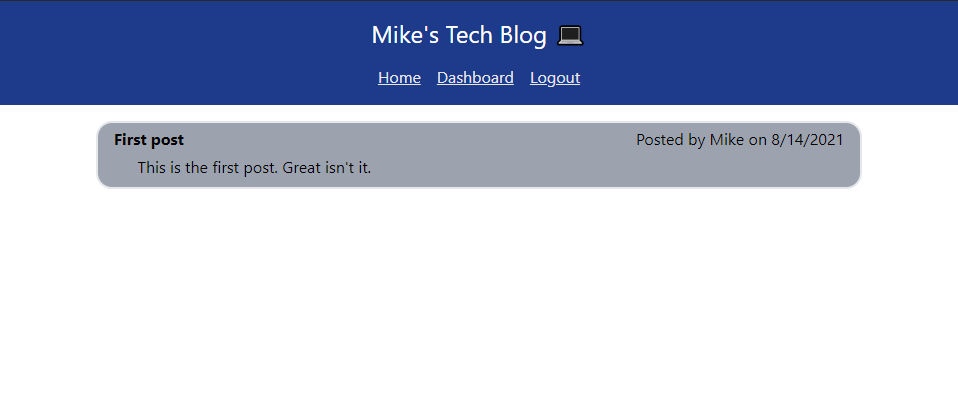 Mike's Tech Blog 💻
Home Dashboard Logout
First post Posted by Mike on 8/14/2021
This is the first post. Great isn't it.